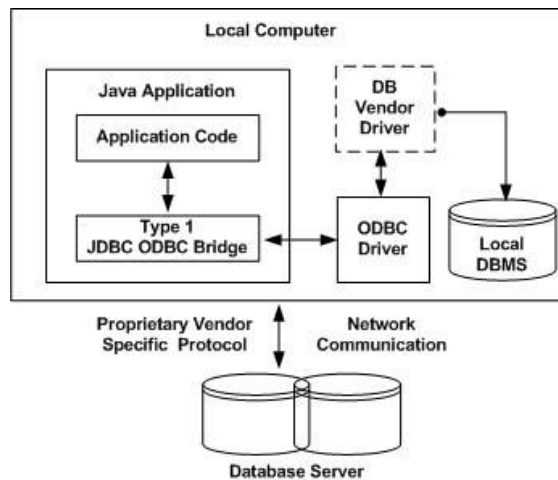 Local Computer
Java Application
Application Code
Type 1
JDBC ODBC Bridge
DB
Vendor
Driver
ODBC
Driver
Local
DBMS
Proprietary Vendor
Specific Protocol
Network
Communication
Database Server